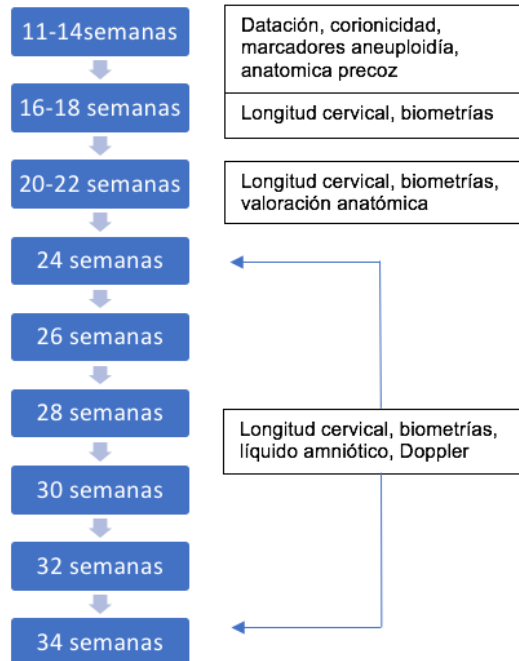 11-14semanas
Datación, corionicidad,
marcadores aneuploidía,
anatomica precoz
16-18 semanas
Longitud cervical, biometrías
20-22 semanas
Longitud cervical, biometrías,
valoración anatómica
24 semanas
26 semanas
28 semanas
Longitud cervical, biometrías,
líquido amniótico, Doppler
30 semanas
32 semanas
34 semanas